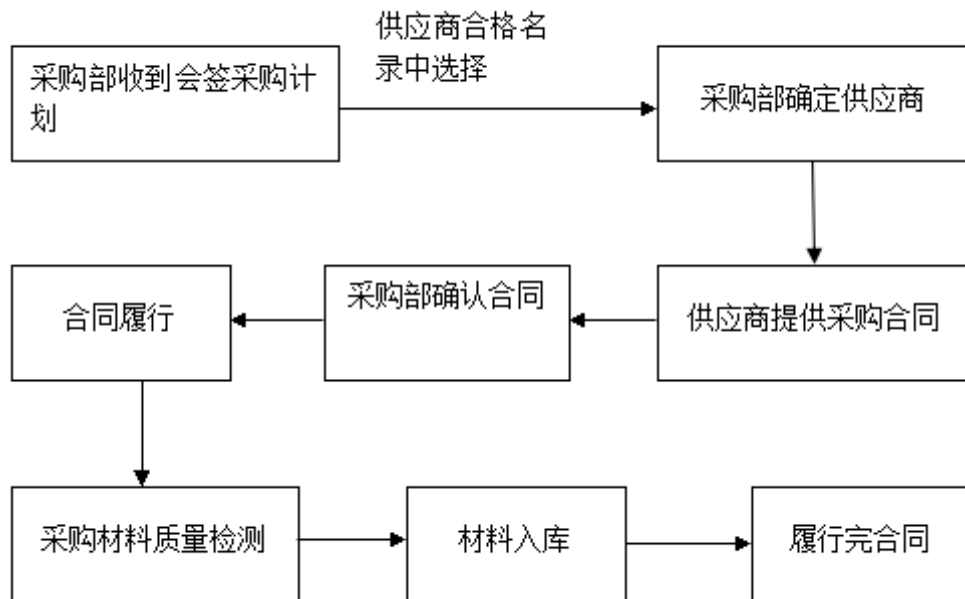 供应商合格名
录中选择
采购部收到会签采购计
划
采购部确定供应商
合同履行
采购部确认合同
供应商提供采购合同
采购材料质量检测
材料入库
履行完合同